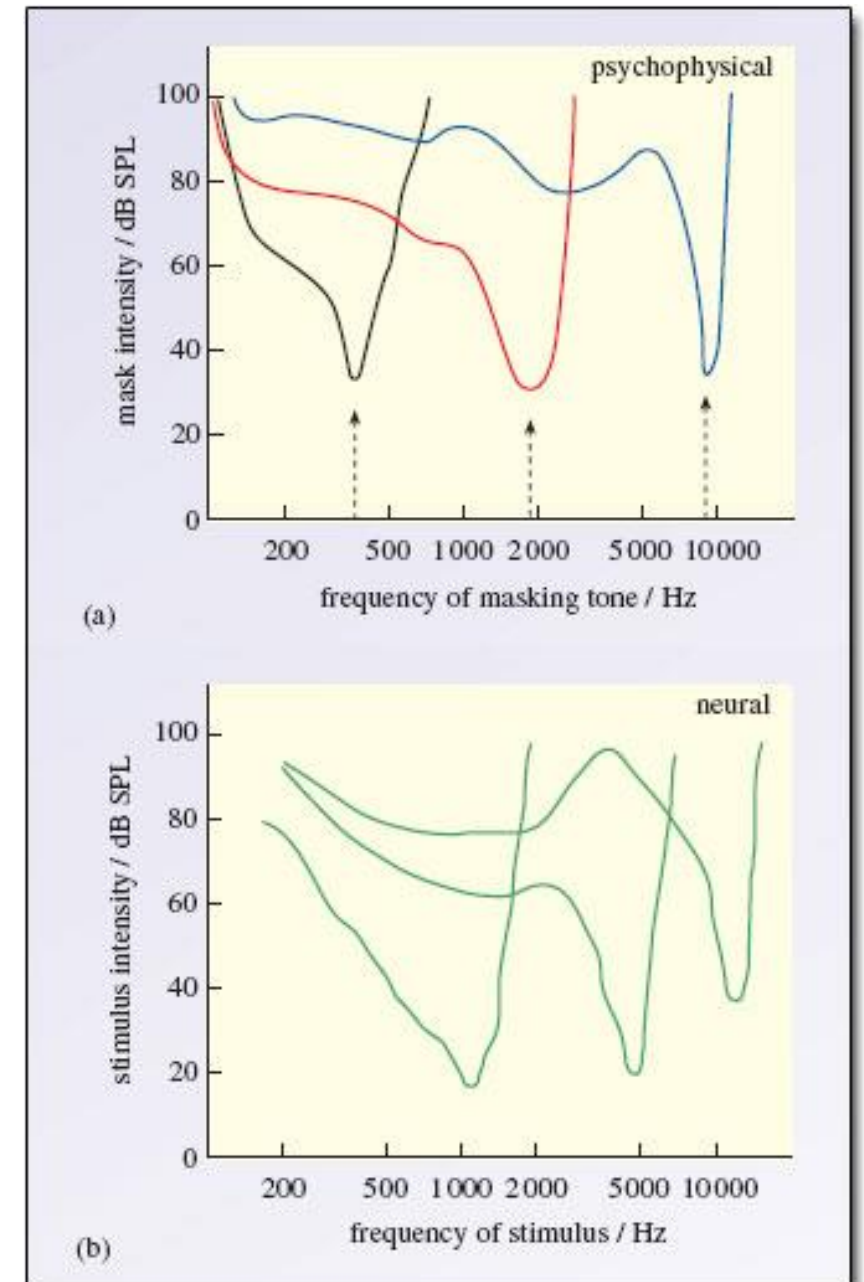 psychophysical
100
80
60
40
20
0
mask intensity / dB SPL
200 500 1000 2000 5000 10000
frequency of masking tone / Hz
(a)
neural
100
80
60
40
20
0
stimulus intensity / dB SPL
200 500 1000 2000 5000 10000
frequency of stimulus / Hz
(b)